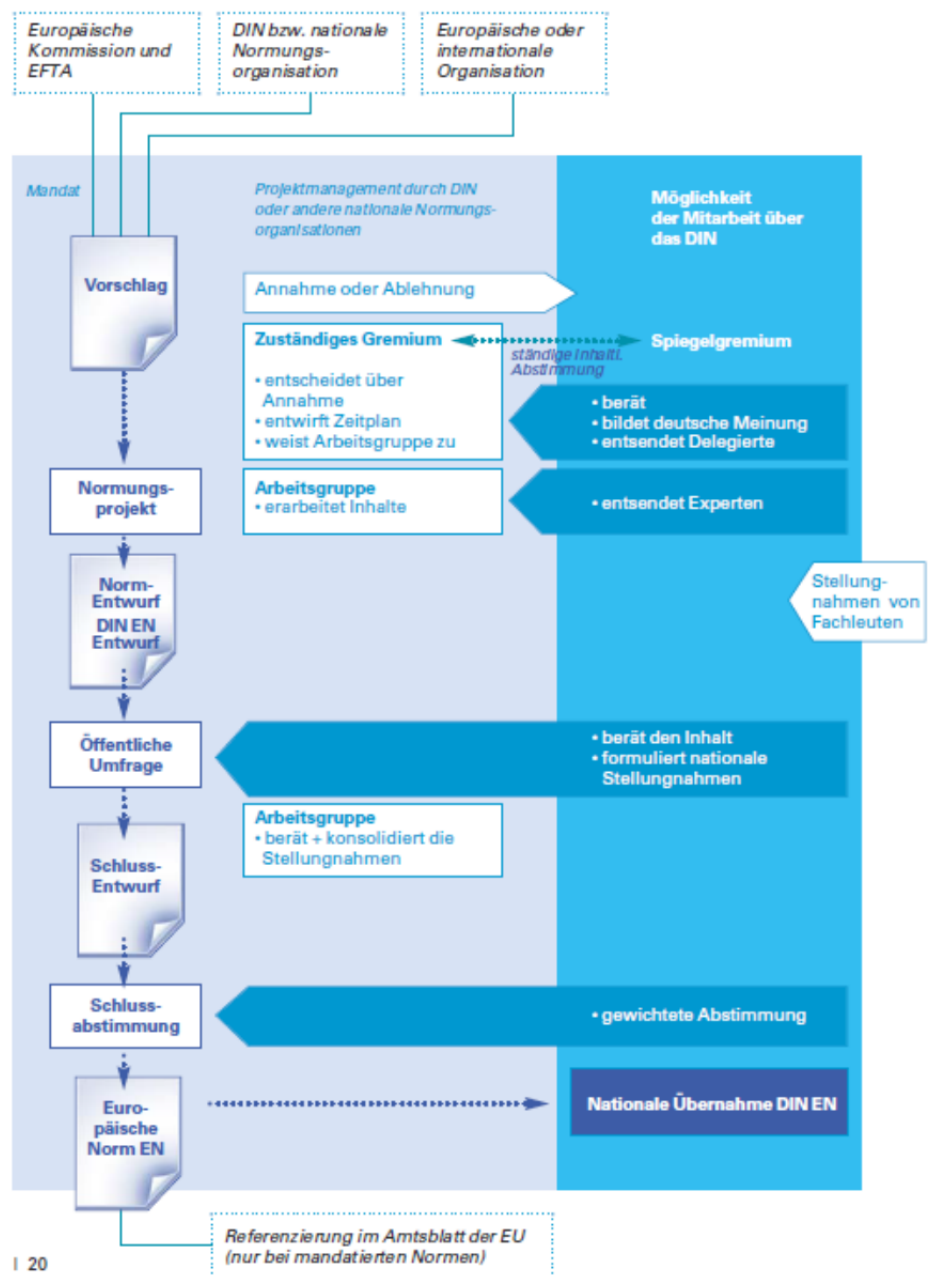 Europäische
Kommission und
EFTA
DIN bzw. nationale
Normungs-
organisation
Europäische oder
internationale
Organisation
Mandat
Projektmanagement durch DIN
oder andere nationale Normungs-
organisationen
Möglichkeit
der Mitarbeit über
das DIN
Vorschlag
Annahme oder Ablehnung
Zuständiges Gremium
ständige inhaltl.
Abstimmung
Spiegelgremium
• entscheidet über
Annahme
• entwirft Zeitplan
• weist Arbeitsgruppe zu
• berät
• bildet deutsche Meinung
• entsendet Delegierte
Normungs-
projekt
Arbeitsgruppe
• erarbeitet Inhalte
• entsendet Experten
Norm-
Entwurf
DIN EN
Entwurf
Stellung-
nahmen von
Fachleuten
Öffentliche
Umfrage
• berät den Inhalt
• formuliert nationale
Stellungnahmen
Arbeitsgruppe
• berät + konsolidiert die
Stellungnahmen
Schluss-
Entwurf
Schluss-
abstimmung
• gewichtete Abstimmung
Euro-
päische
Norm EN
Nationale Übernahme DIN EN
Referenzierung im Amtsblatt der EU
(nur bei mandatierten Normen)
| 20